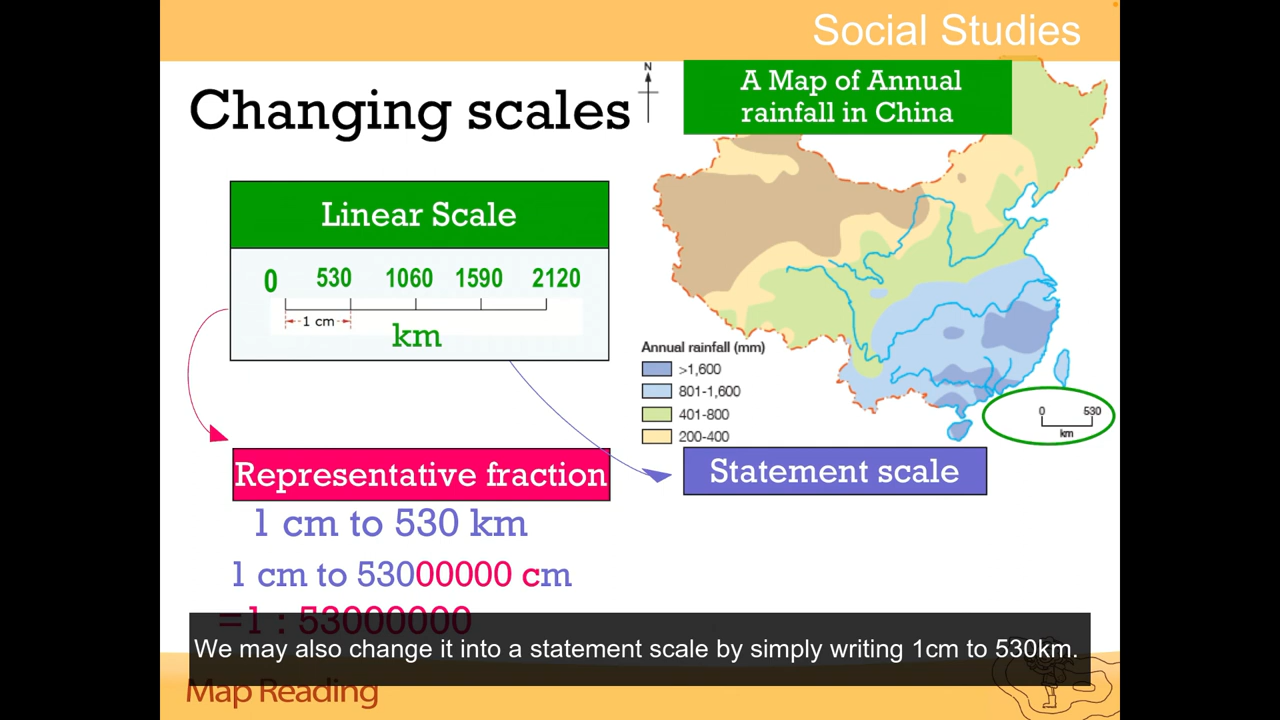 Social Studies
Changing scales
N
A Map of Annual
rainfall in China
Linear Scale
0 530 1060 1590 2120
1 cm
km
Annual rainfall (mm)
>1,600
801-1,600
401-800
200-400
0 530
km
Representative fraction
Statement scale
1 cm to 530 km
1 cm to 53000000 cm
=1 : 53000000
We may also change it into a statement scale by simply writing 1cm to 530km.
Map Reading